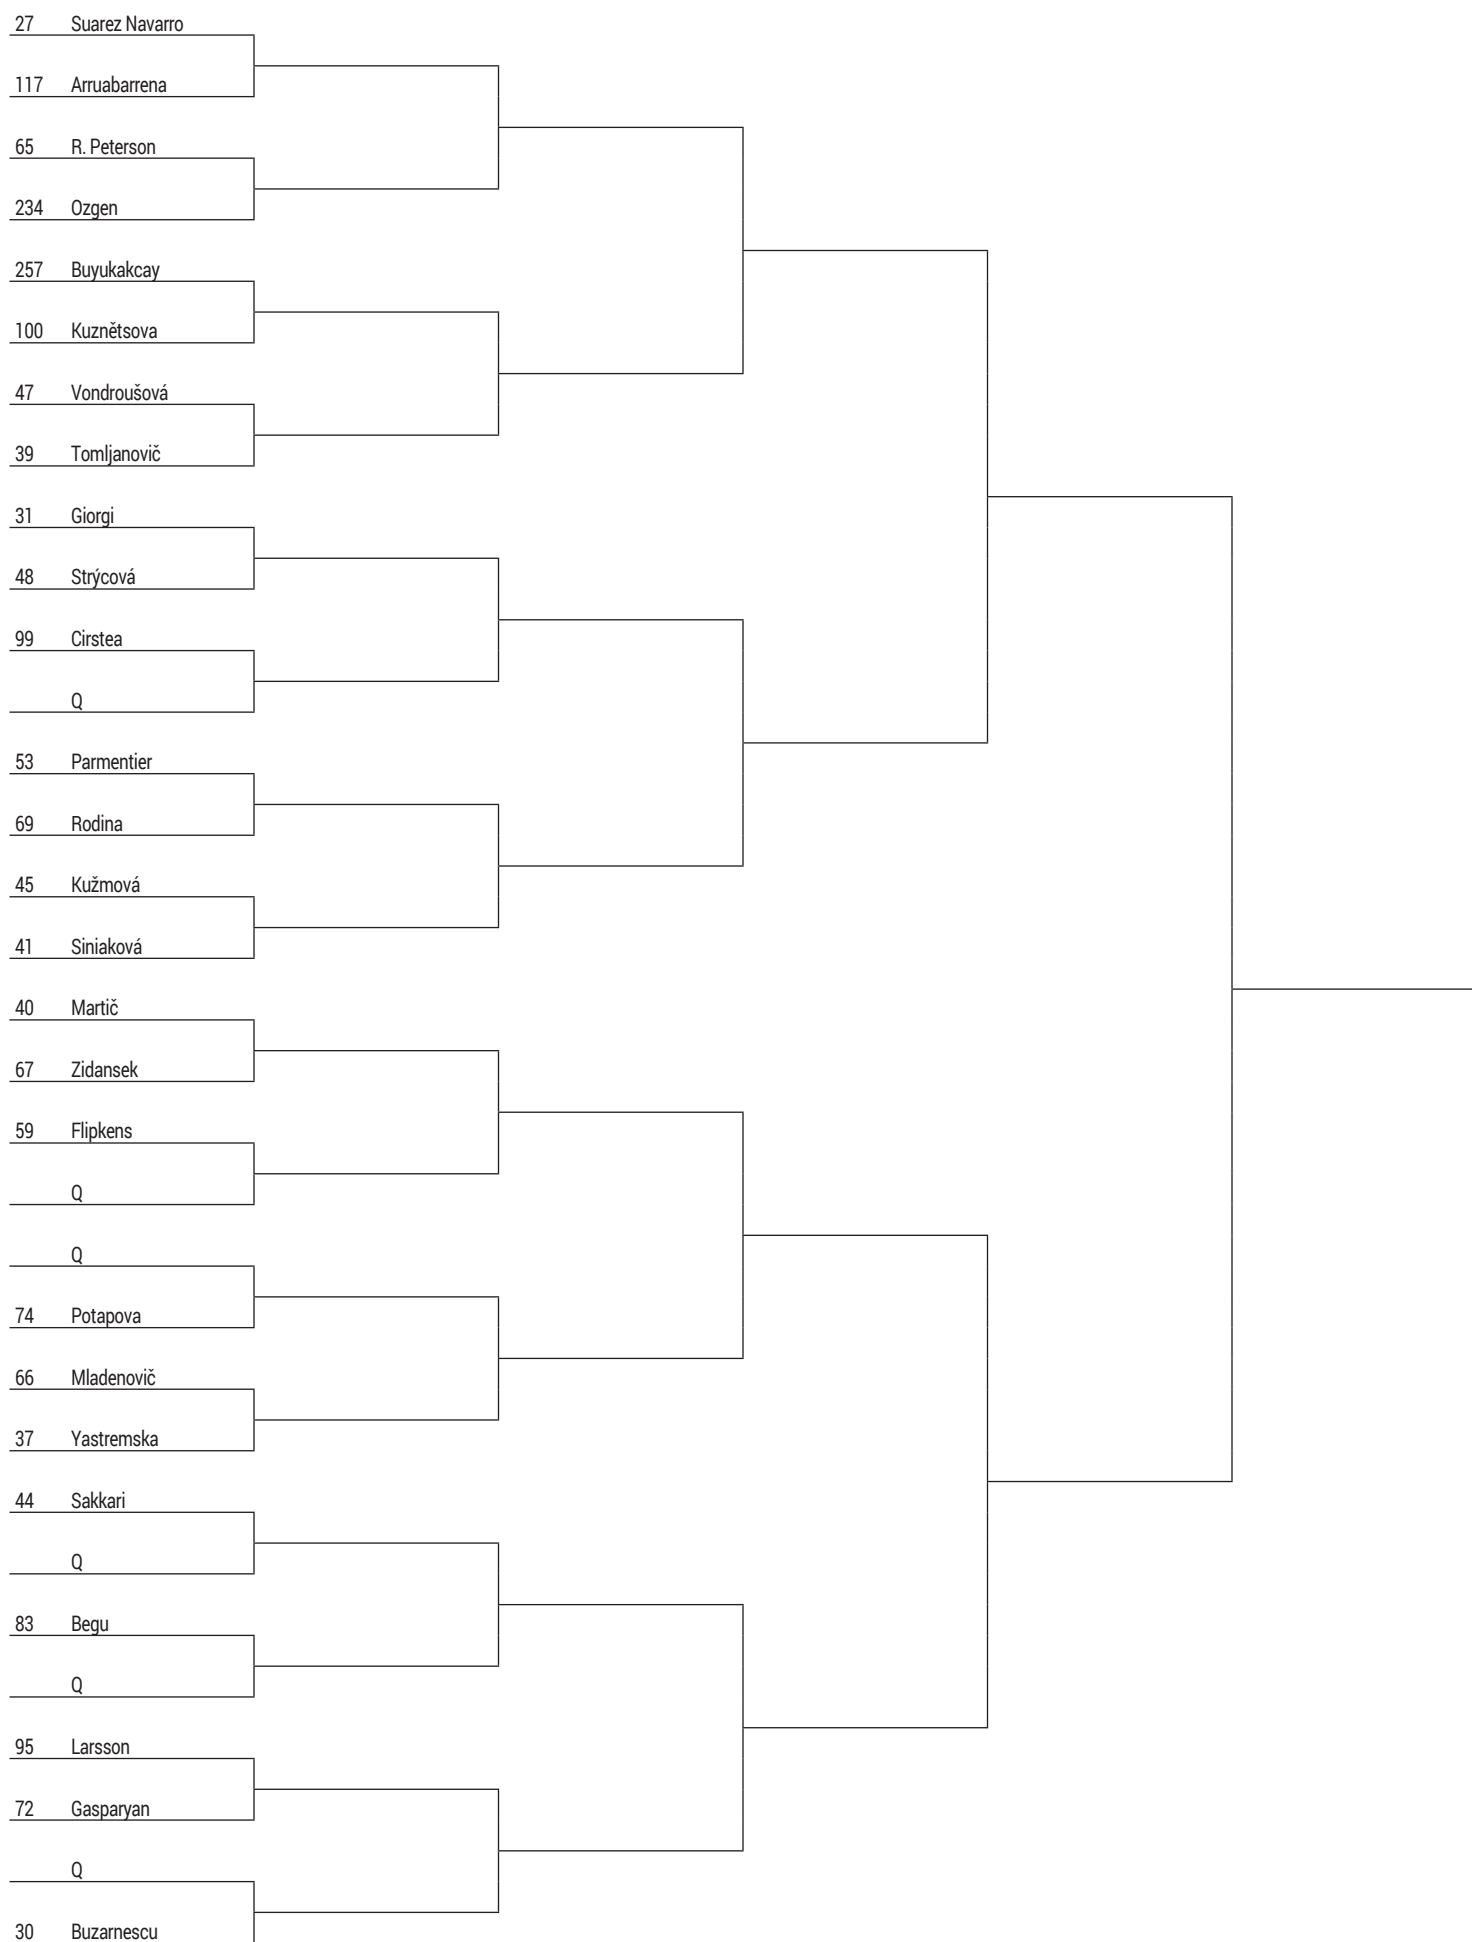 27 Suarez Navarro
117 Arruabarrena
65 R. Peterson
234 Ozgen
257 Buyukakcay
100 Kuznětsova
47 Vondroušová
39 Tomljanovič
31 Giorgi
48 Strýcová
99 Cirstea
Q
53 Parmentier
69 Rodina
45 Kužmová
41 Siniaková
40 Martič
67 Zidansek
59 Flipkens
Q
Q
74 Potapova
66 Mladenovič
37 Yastremska
44 Sakkari
Q
83 Begu
Q
95 Larsson
72 Gasparyan
Q
30 Buzarnescu